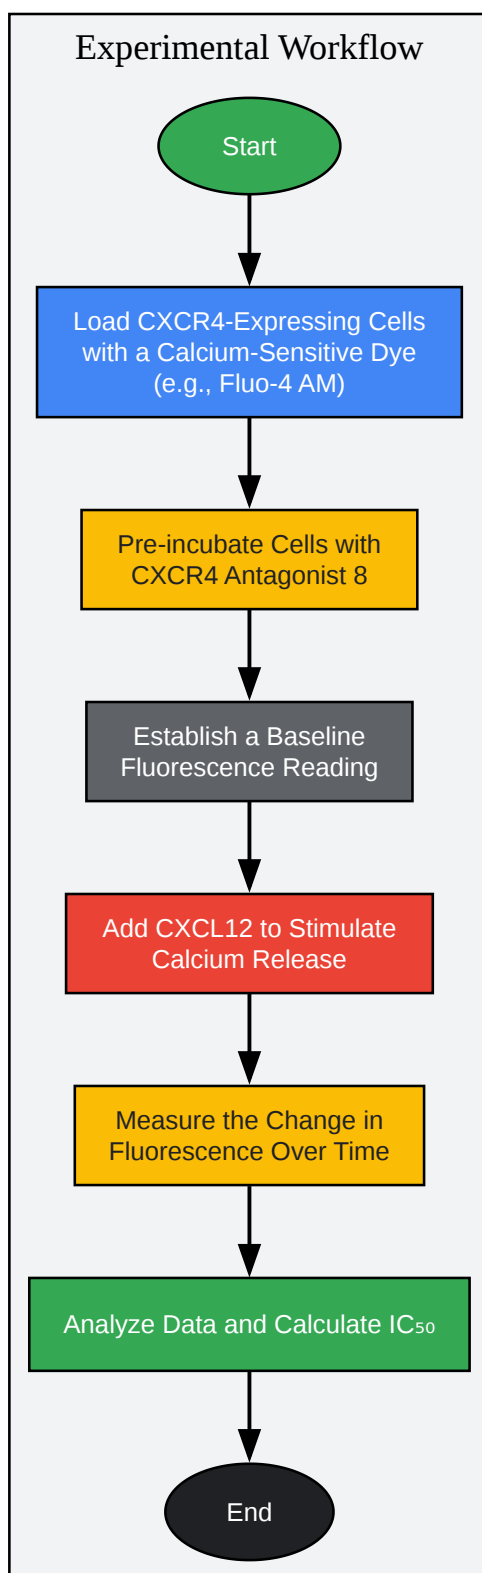 Experimental Workflow
Start
Load CXCR4-Expressing Cells
with a Calcium-Sensitive Dye
(e.g., Fluo-4 AM)
Pre-incubate Cells with
CXCR4 Antagonist 8
Establish a Baseline
Fluorescence Reading
Add CXCL12 to Stimulate
Calcium Release
Measure the Change in
Fluorescence Over Time
Analyze Data and Calculate IC₅₀
End